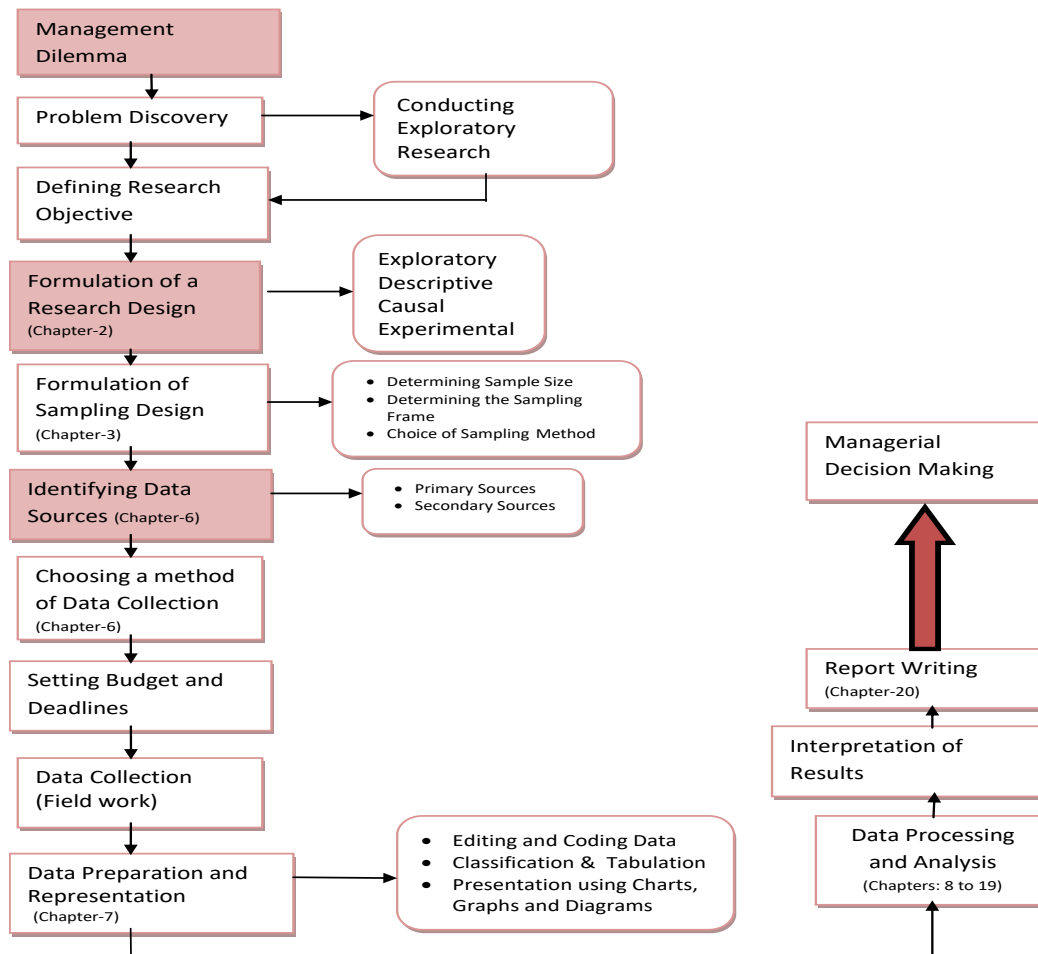 Management
Dilemma
Problem Discovery
Conducting
Exploratory
Research
Defining Research
Objective
Formulation of a
Research Design
(Chapter-2)
Exploratory
Descriptive
Causal
Experimental
Formulation of
Sampling Design
(Chapter-3)
• Determining Sample Size
• Determining the Sampling
Frame
• Choice of Sampling Method
Identifying Data
Sources (Chapter-6)
• Primary Sources
• Secondary Sources
Choosing a method
of Data Collection
(Chapter-6)
Setting Budget and
Deadlines
Data Collection
(Field work)
Data Preparation and
Representation
(Chapter-7)
• Editing and Coding Data
• Classification & Tabulation
• Presentation using Charts,
Graphs and Diagrams
Managerial
Decision Making
Report Writing
(Chapter-20)
Interpretation of
Results
Data Processing
and Analysis
(Chapters: 8 to 19)